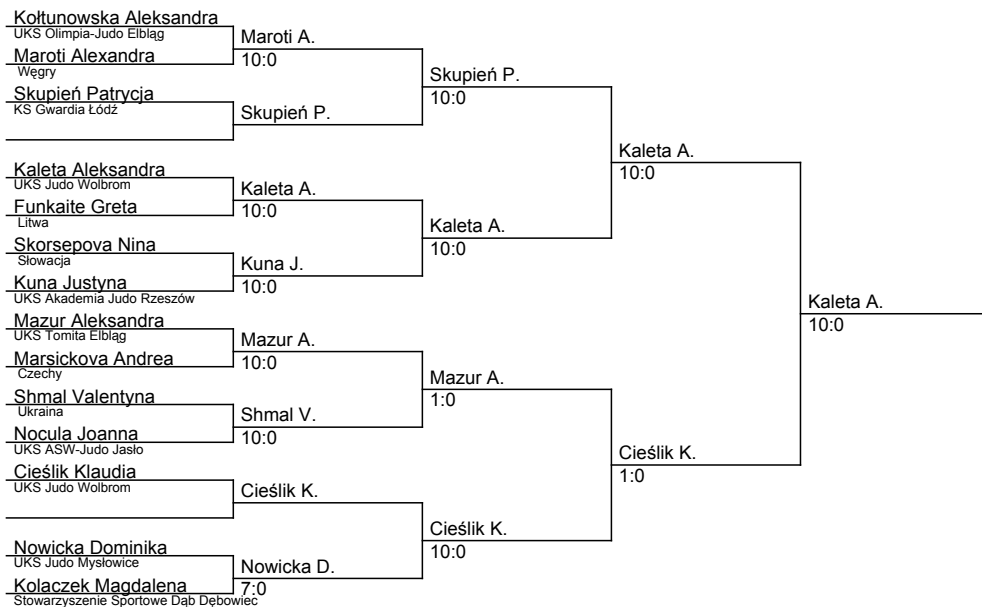 Kołtunowska Aleksandra
UKS Olimpia-Judo Elbląg
Maroti Alexandra
Węgry
Skupień Patrycja
KS Gwardia Łódź
Kaleta Aleksandra
UKS Judo Wolbrom
Funkaite Greta
Litwa
Skorsepova Nina
Słowacja
Kuna Justyna
UKS Akademia Judo Rzeszów
Mazur Aleksandra
UKS Tomita Elbląg
Marsickova Andrea
Czechy
Shmal Valentyna
Ukraina
Nocula Joanna
UKS ASW-Judo Jasło
Cieślik Klaudia
UKS Judo Wolbrom
Nowicka Dominika
UKS Judo Mysłowice
Kolaczek Magdalena
Stowarzyszenie Sportowe Dąb Dębowiec
Maroti A.
10:0
Skupień P.
Kaleta A.
10:0
Kuna J.
10:0
Mazur A.
10:0
Shmal V.
10:0
Cieślik K.
Nowicka D.
7:0
Skupień P.
10:0
Kaleta A.
10:0
Mazur A.
1:0
Cieślik K.
10:0
Kaleta A.
10:0
Cieślik K.
1:0
Kaleta A.
10:0